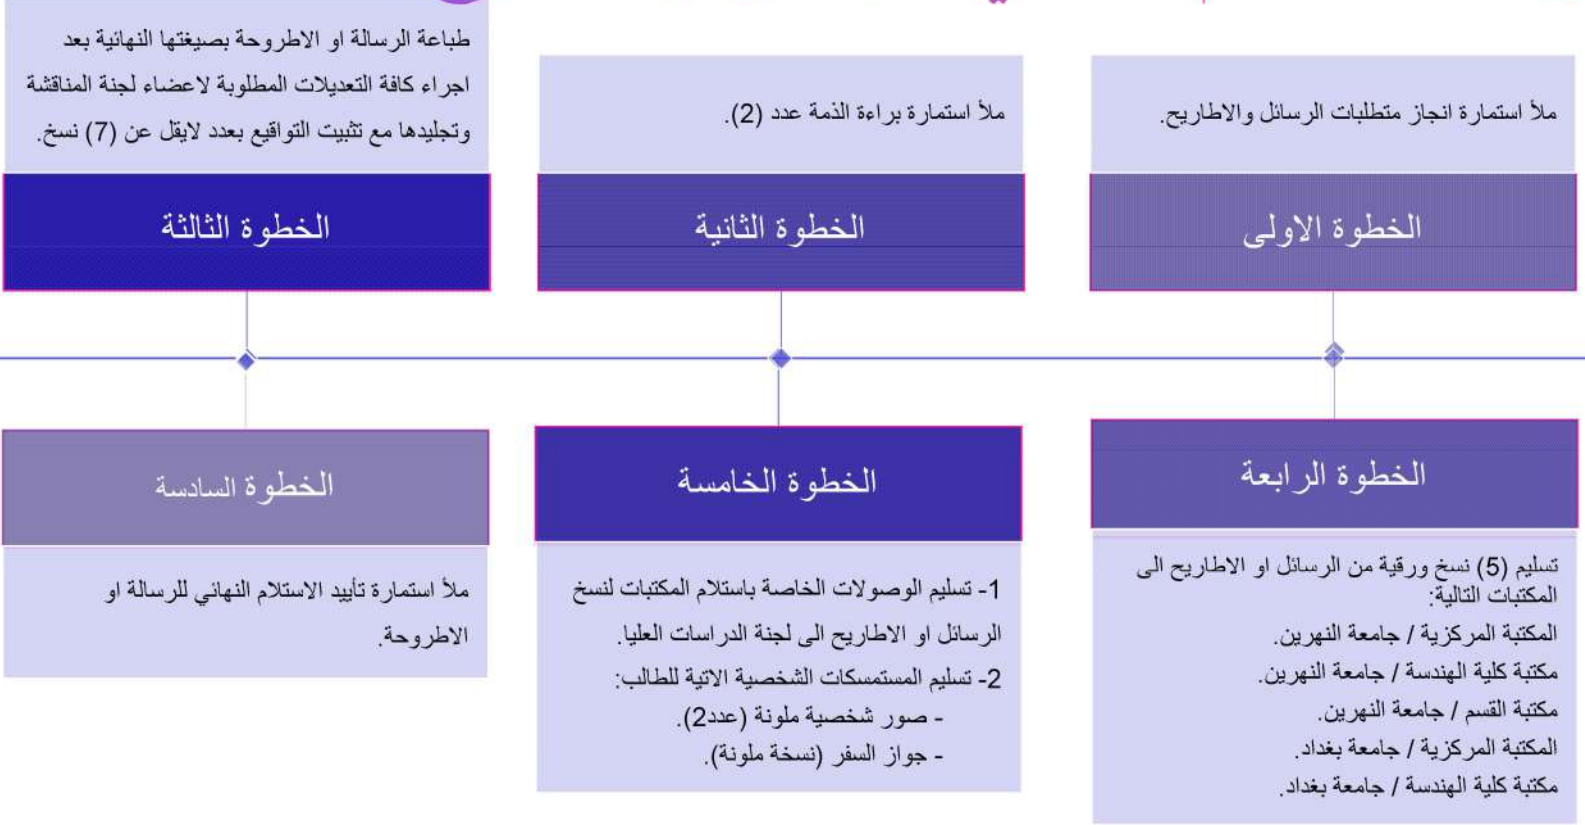 الخطوة الاولى
ملأ استمارة انجاز متطلبات الرسائل والاطاريح.
الخطوة الثانية
ملأ استمارة براءة الذمة عدد (2).
الخطوة الثالثة
طباعة الرسالة او الاطروحة بصيغتها النهائية بعد
اجراء كافة التعديلات المطلوبة لاعضاء لجنة المناقشة
وتجليدها مع تثبيت التواقيع بعدد لايقل عن (7) نسخ.
الخطوة الرابعة
تسليم (5) نسخ ورقية من الرسائل او الاطاريح الى
المكتبات التالية:
المكتبة المركزية / جامعة النهرين.
مكتبة كلية الهندسة / جامعة النهرين.
مكتبة القسم / جامعة النهرين.
المكتبة المركزية / جامعة بغداد.
مكتبة كلية الهندسة / جامعة بغداد.
الخطوة الخامسة
1- تسليم الوصولات الخاصة باستلام المكتبات لنسخ
الرسائل او الاطاريح الى لجنة الدراسات العليا.
2- تسليم المستمسكات الشخصية الاتية للطالب:
- صور شخصية ملونة (عدد2).
- جواز السفر (نسخة ملونة).
الخطوة السادسة
ملأ استمارة تأييد الاستلام النهائي للرسالة او
الاطروحة.